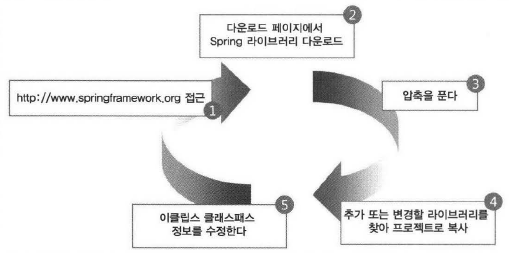 http://www.springframework.org 접근
1
다운로드 페이지에서
Spring 라이브러리 다운로드
2
압축을 푼다
3
추가 또는 변경할 라이브러리를
찾아 프로젝트로 복사
4
이클립스 클래스패스
정보를 수정한다
5